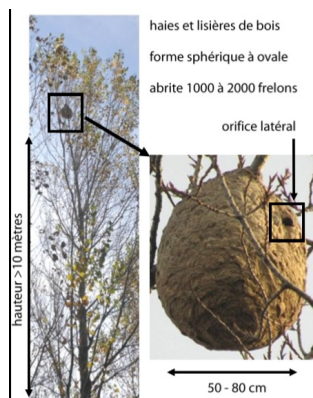 haies et lisières de bois
forme sphérique à ovale
abrite 1000 à 2000 frelons
orifice latéral
hauteur >10 mètres
50 - 80 cm